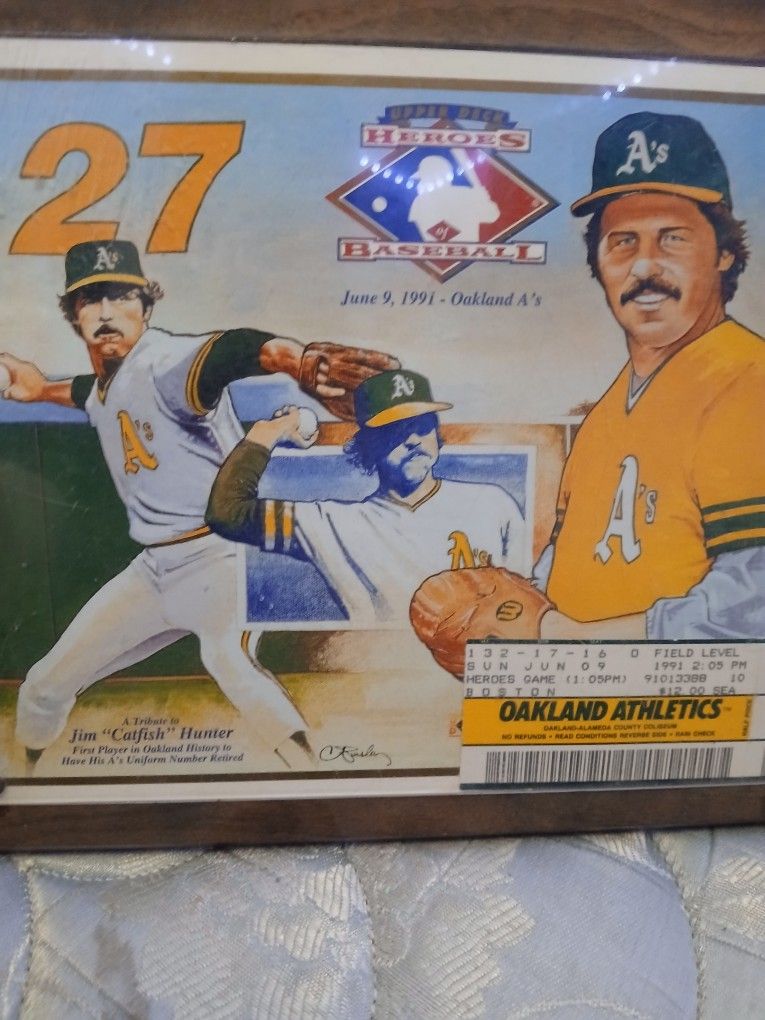 27
UPPER DECK
HEROES
of
BASEBALL
June 9, 1991 - Oakland A's
A's
A's
A's
A's
A's
A's
A Tribute to
Jim "Catfish" Hunter
First Player in Oakland History to
Have His A's Uniform Number Retired
132-17-16 0 FIELD LEVEL
SUN JUN 09 1991 2:05 PM
HEROES GAME (1:05PM) 91013388 10
BOSTON $12.00 SEA
OAKLAND ATHLETICS™
OAKLAND-ALAMEDA COUNTY COLISEUM
NO REFUNDS • READ CONDITIONS REVERSE SIDE • RAIN CHECK